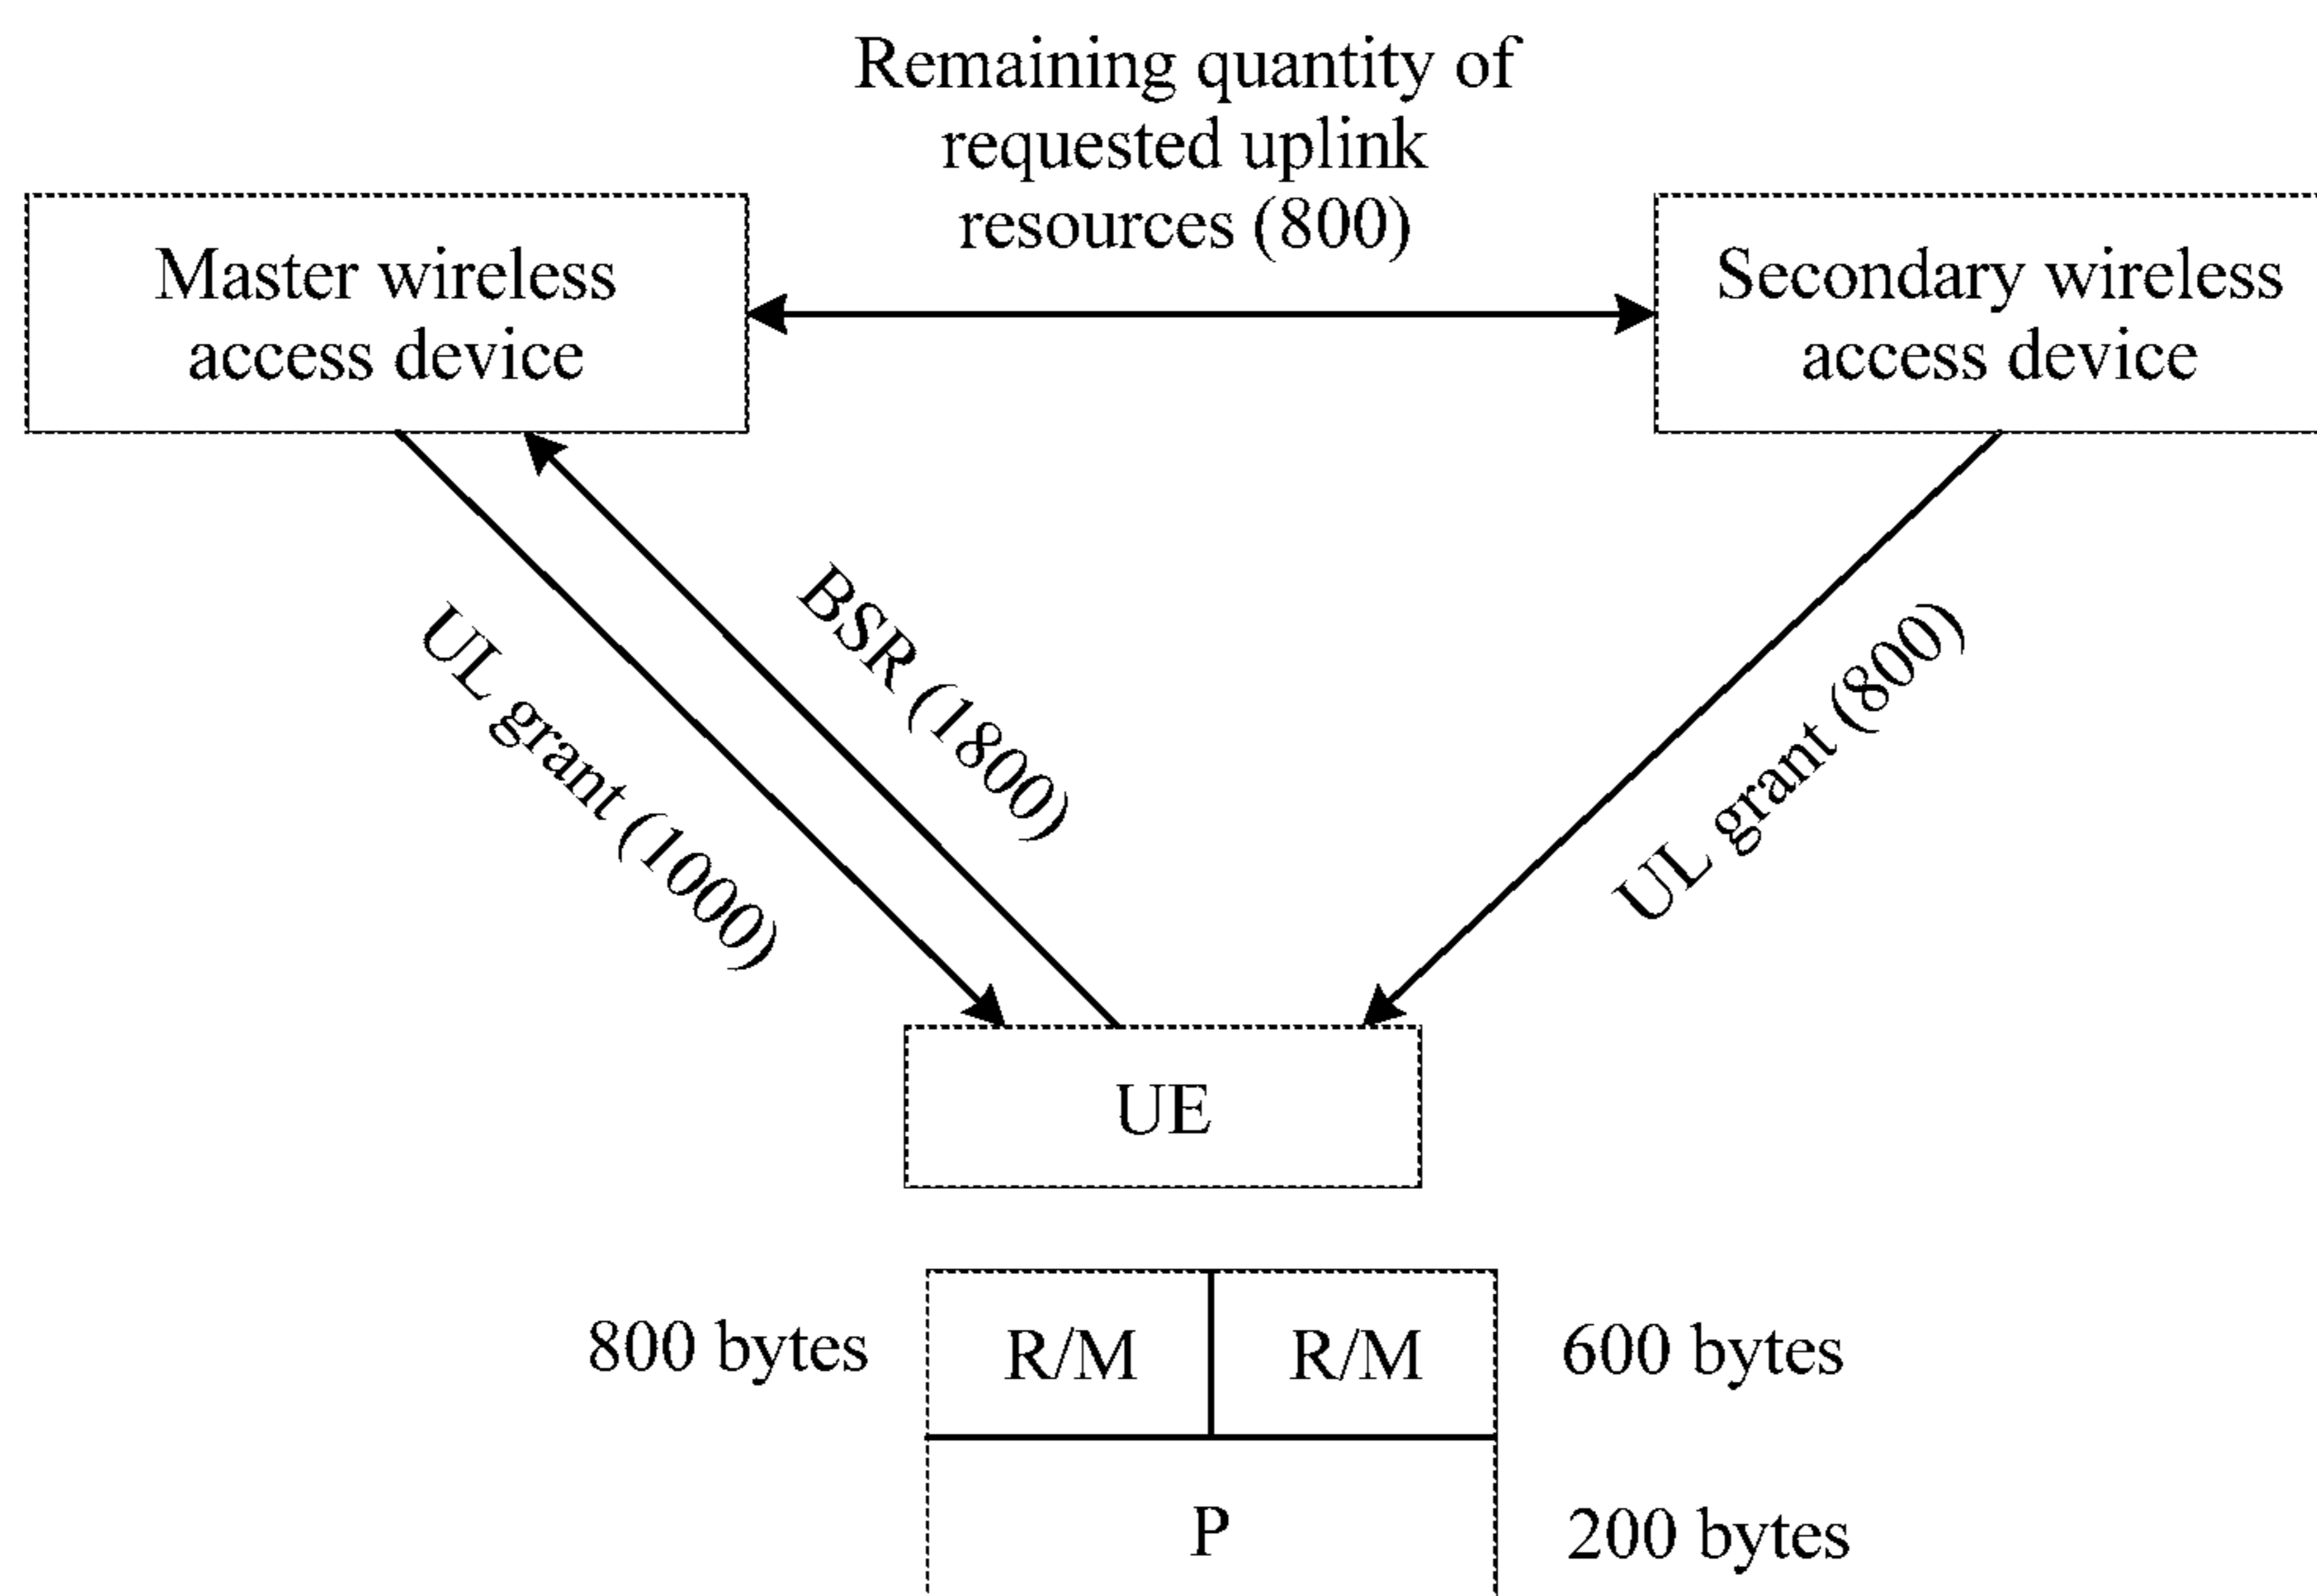 Remaining quantity of
requested uplink
resources (800)
Master wireless
access device
Secondary wireless
access device
UL grant (1000)
BSR (1800)
UL grant (800)
UE
800 bytes
R/M
R/M
600 bytes
P
200 bytes